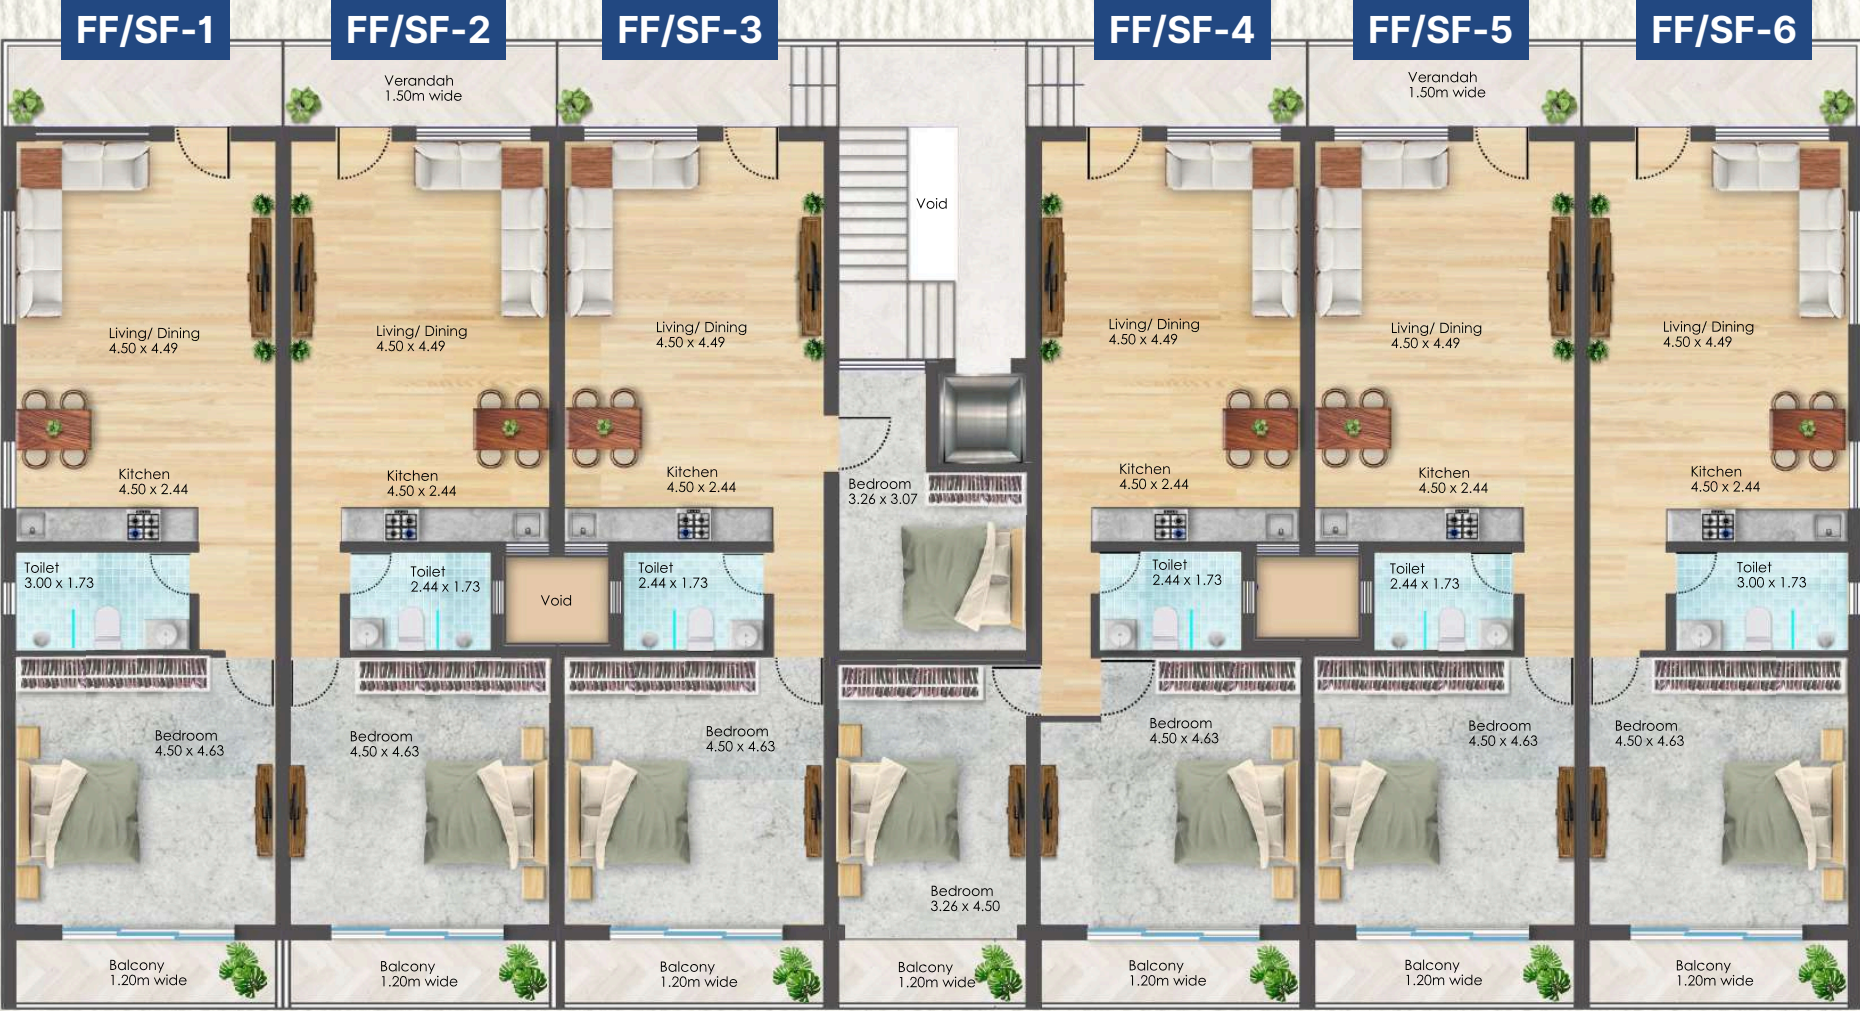 FF/SF-1
FF/SF-2
FF/SF-3
FF/SF-4
FF/SF-5
FF/SF-6
Verandah
1.50m wide
Verandah
1.50m wide
Void
Living/ Dining
4.50 x 4.49
Living/ Dining
4.50 x 4.49
Living/ Dining
4.50 x 4.49
Living/ Dining
4.50 x 4.49
Living/ Dining
4.50 x 4.49
Living/ Dining
4.50 x 4.49
Kitchen
4.50 x 2.44
Kitchen
4.50 x 2.44
Kitchen
4.50 x 2.44
Bedroom
3.26 x 3.07
Kitchen
4.50 x 2.44
Kitchen
4.50 x 2.44
Kitchen
4.50 x 2.44
Toilet
3.00 x 1.73
Toilet
2.44 x 1.73
Void
Toilet
2.44 x 1.73
Toilet
2.44 x 1.73
Toilet
2.44 x 1.73
Toilet
3.00 x 1.73
Bedroom
4.50 x 4.63
Bedroom
4.50 x 4.63
Bedroom
4.50 x 4.63
Bedroom
4.50 x 4.63
Bedroom
4.50 x 4.63
Bedroom
4.50 x 4.63
Bedroom
3.26 x 4.50
Balcony
1.20m wide
Balcony
1.20m wide
Balcony
1.20m wide
Balcony
1.20m wide
Balcony
1.20m wide
Balcony
1.20m wide
Balcony
1.20m wide